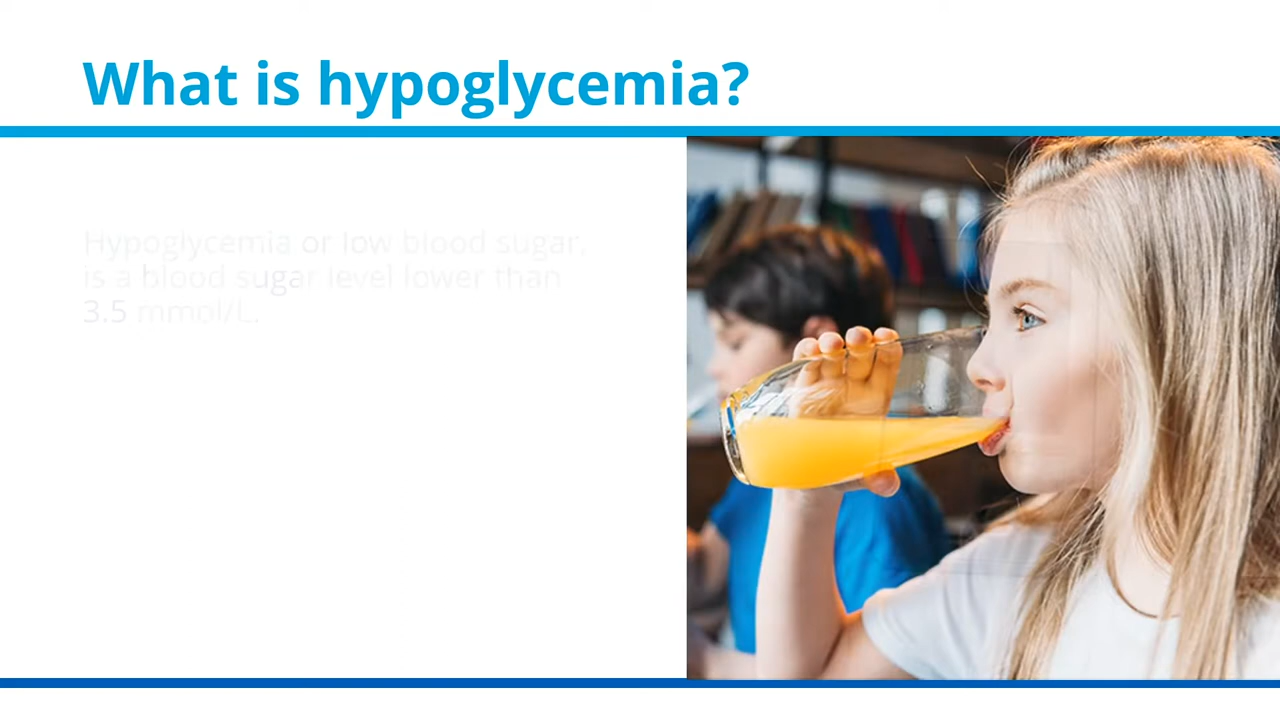 What is hypoglycemia?
Hypoglycemia or low blood sugar,
is a blood sugar level lower than
3.5 mmol/L.